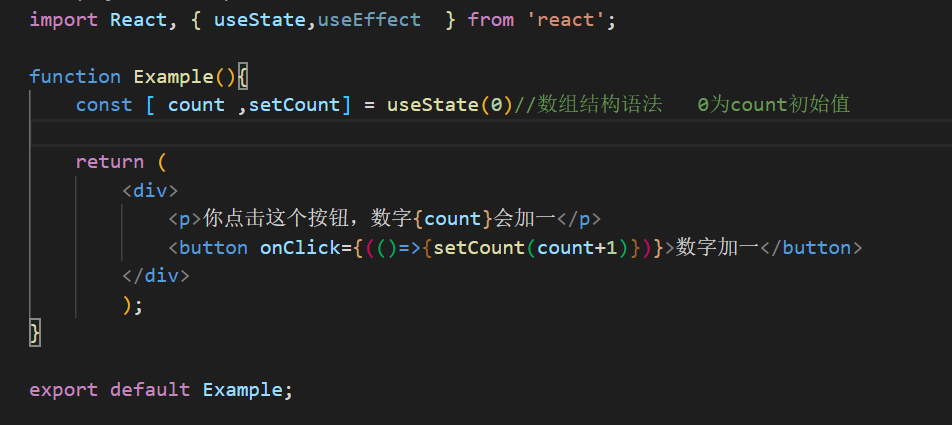 import React, { useState,useEffect  } from 'react';
function Example(){
    const [ count ,setCount] = useState(0)//数组结构语法   0为count初始值
    return (
        <div>
            <p>你点击这个按钮，数字{count}会加一</p>
            <button onClick={(()=>{setCount(count+1)})}>数字加一</button>
        </div>
        );
}
export default Example;